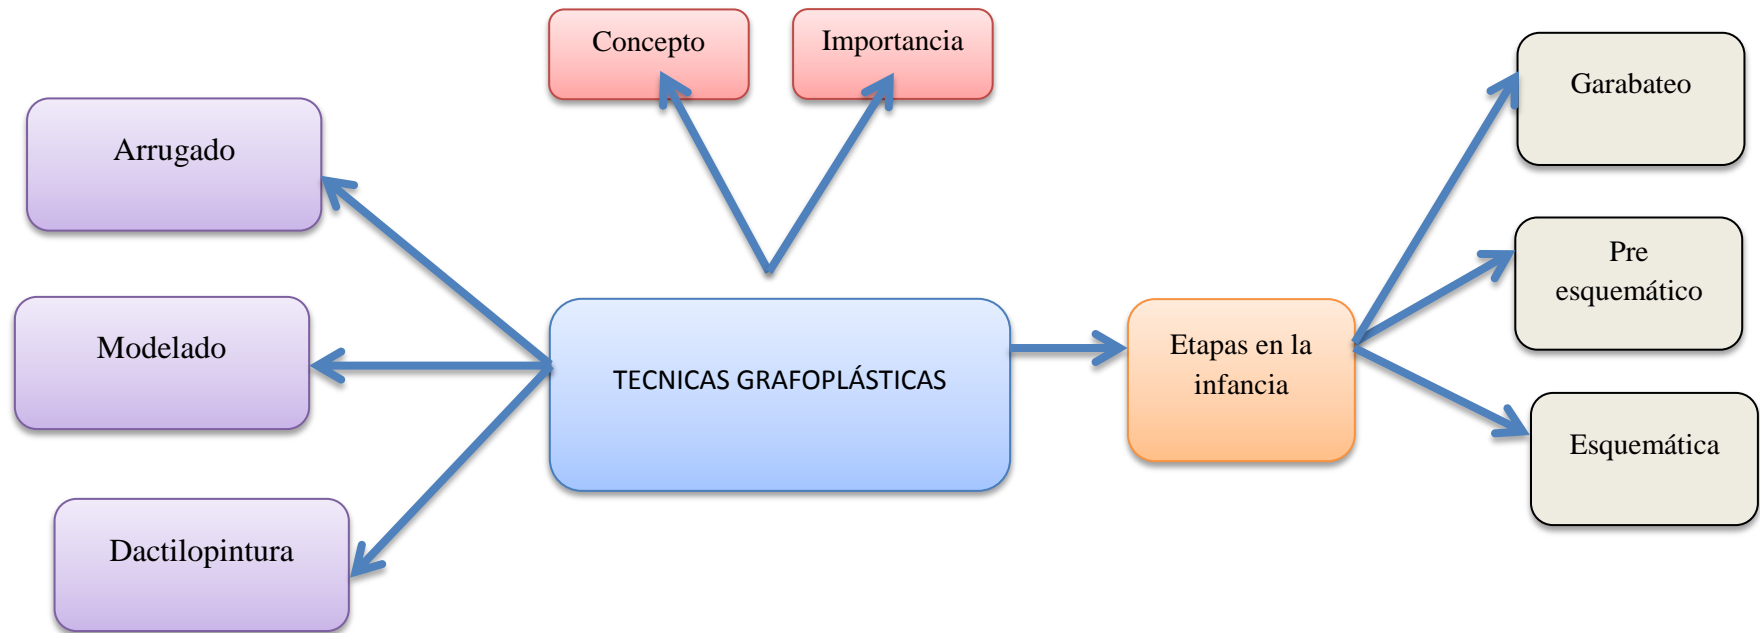 Concepto
Importancia
Garabateo
Arrugado
Pre
esquemático
Modelado
TECNICAS GRAFOPLÁSTICAS
Etapas en la
infancia
Esquemática
Dactilopintura